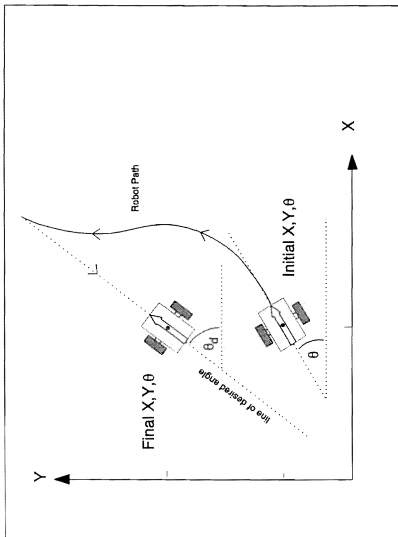 Y
Robot Path
L
Final X,Y,θ
θd
line of desired angle
Initial X,Y,θ
θ
X